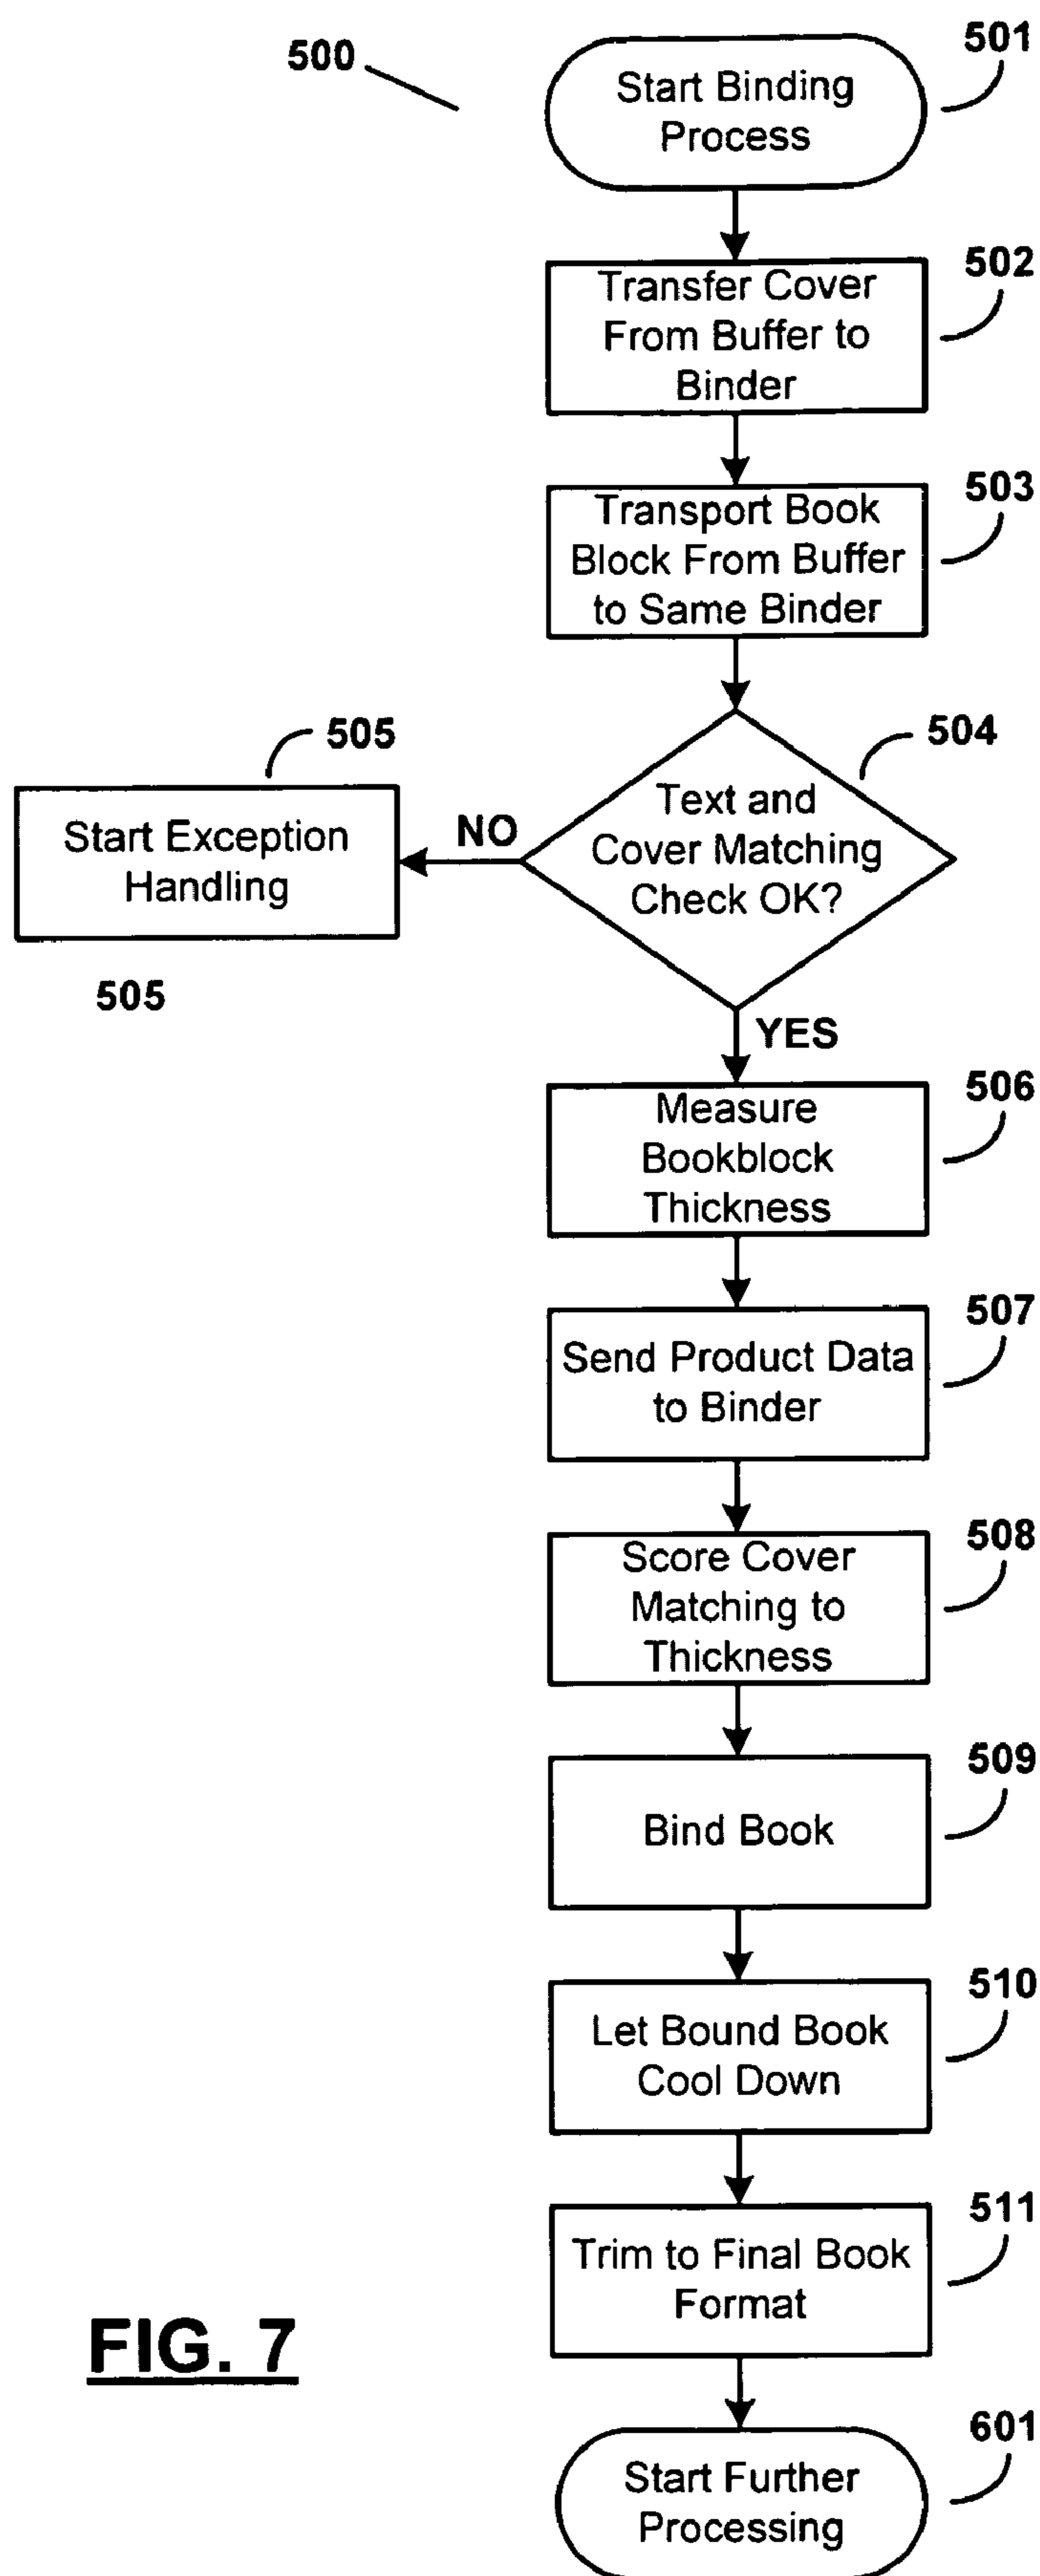 500
501
Start Binding
Process
502
Transfer Cover
From Buffer to
Binder
503
Transport Book
Block From Buffer
to Same Binder
504
Text and
Cover Matching
Check OK?
NO
505
Start Exception
Handling
505
YES
506
Measure
Bookblock
Thickness
507
Send Product Data
to Binder
508
Score Cover
Matching to
Thickness
509
Bind Book
510
Let Bound Book
Cool Down
511
Trim to Final Book
Format
FIG. 7
601
Start Further
Processing